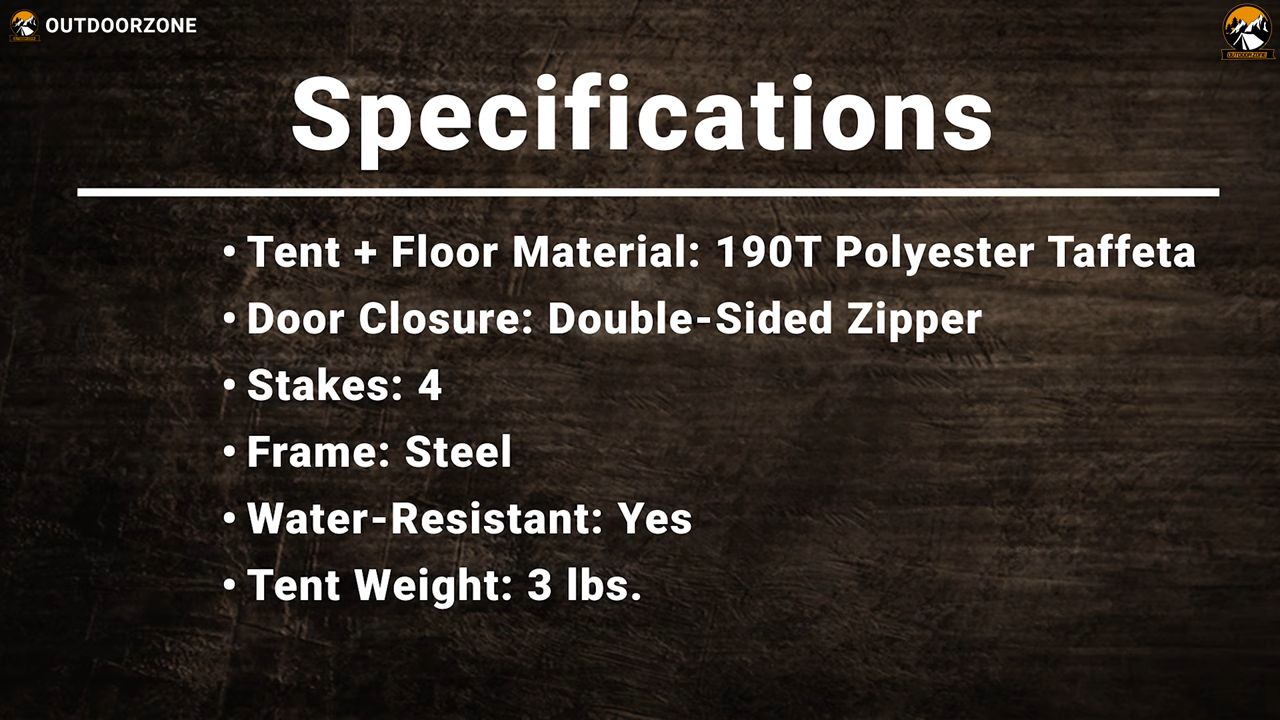 OUTDOORZONE
OUTDOORZONE
Specifications
• Tent + Floor Material: 190T Polyester Taffeta
• Door Closure: Double-Sided Zipper
• Stakes: 4
• Frame: Steel
• Water-Resistant: Yes
• Tent Weight: 3 lbs.